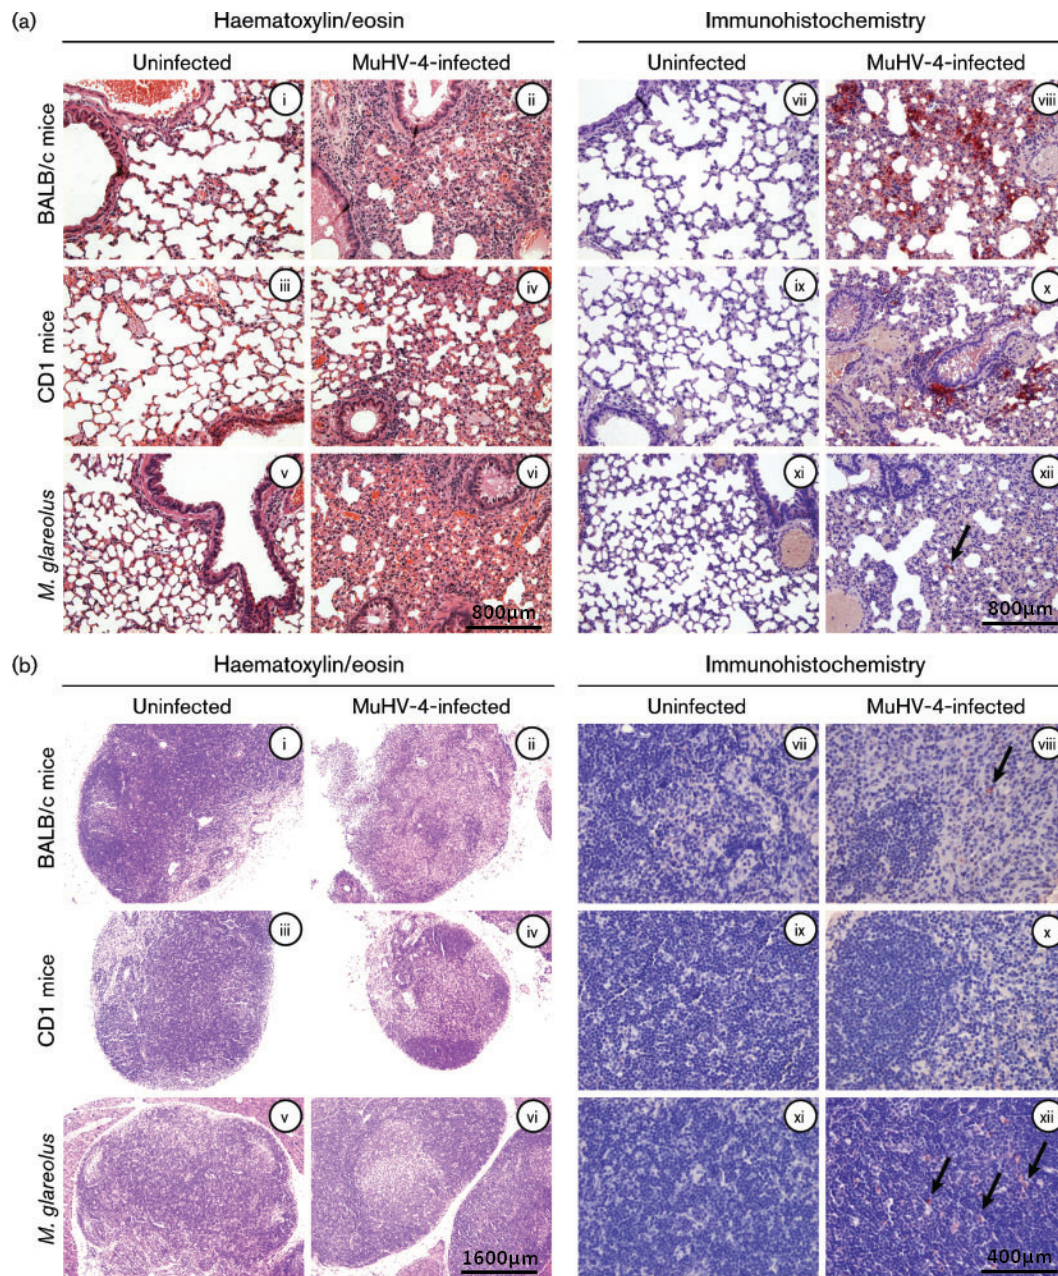 (a) Haematoxylin/eosin Immunohistochemistry
Uninfected MuHV-4-infected Uninfected MuHV-4-infected
BALB/c mice i ii vii viii
CD1 mice iii iv ix x
M. glareolus v vi xi xii
800µm 800µm
(b) Haematoxylin/eosin Immunohistochemistry
Uninfected MuHV-4-infected Uninfected MuHV-4-infected
BALB/c mice i ii vii viii
CD1 mice iii iv ix x
M. glareolus v vi xi xii
1600µm 400µm